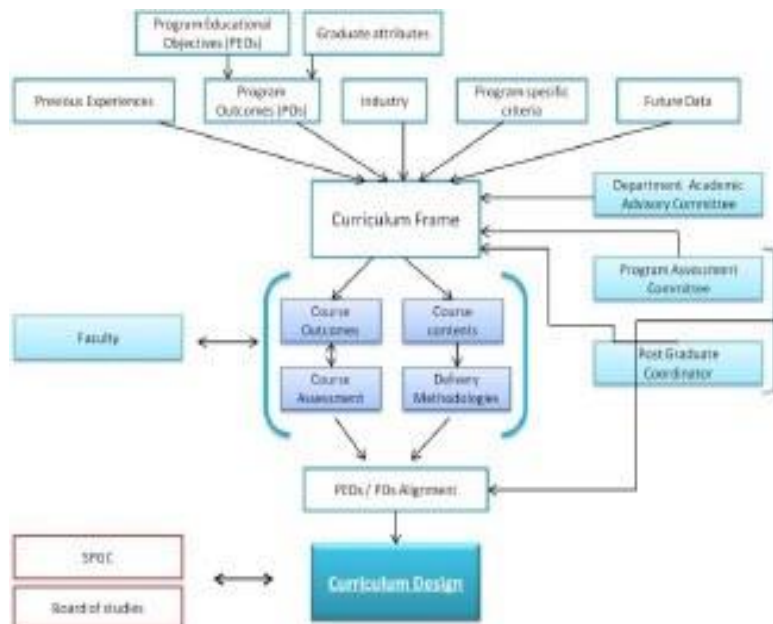 Program Educational
Objectives (PEOs)
Graduate attributes
Previous Experiences
Program
Outcomes (POs)
Industry
Program specific
criteria
Future Data
Department Academic
Advisory Committee
Curriculum Frame
Program Assessment
Committee
Course
Outcomes
Course
contents
Faculty
Post Graduate
Coordinator
Course
Assessment
Delivery
Methodologies
PEOs / POs Alignment
SPGC
Curriculum Design
Board of studies